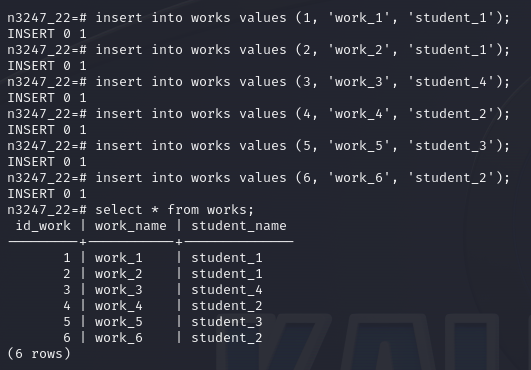 n3247_22=# insert into works values (1, 'work_1', 'student_1');
INSERT 0 1
n3247_22=# insert into works values (2, 'work_2', 'student_1');
INSERT 0 1
n3247_22=# insert into works values (3, 'work_3', 'student_4');
INSERT 0 1
n3247_22=# insert into works values (4, 'work_4', 'student_2');
INSERT 0 1
n3247_22=# insert into works values (5, 'work_5', 'student_3');
INSERT 0 1
n3247_22=# insert into works values (6, 'work_6', 'student_2');
INSERT 0 1
n3247_22=# select * from works;
 id_work | work_name | student_name
---------+-----------+--------------
       1 | work_1    | student_1
       2 | work_2    | student_1
       3 | work_3    | student_4
       4 | work_4    | student_2
       5 | work_5    | student_3
       6 | work_6    | student_2
(6 rows)